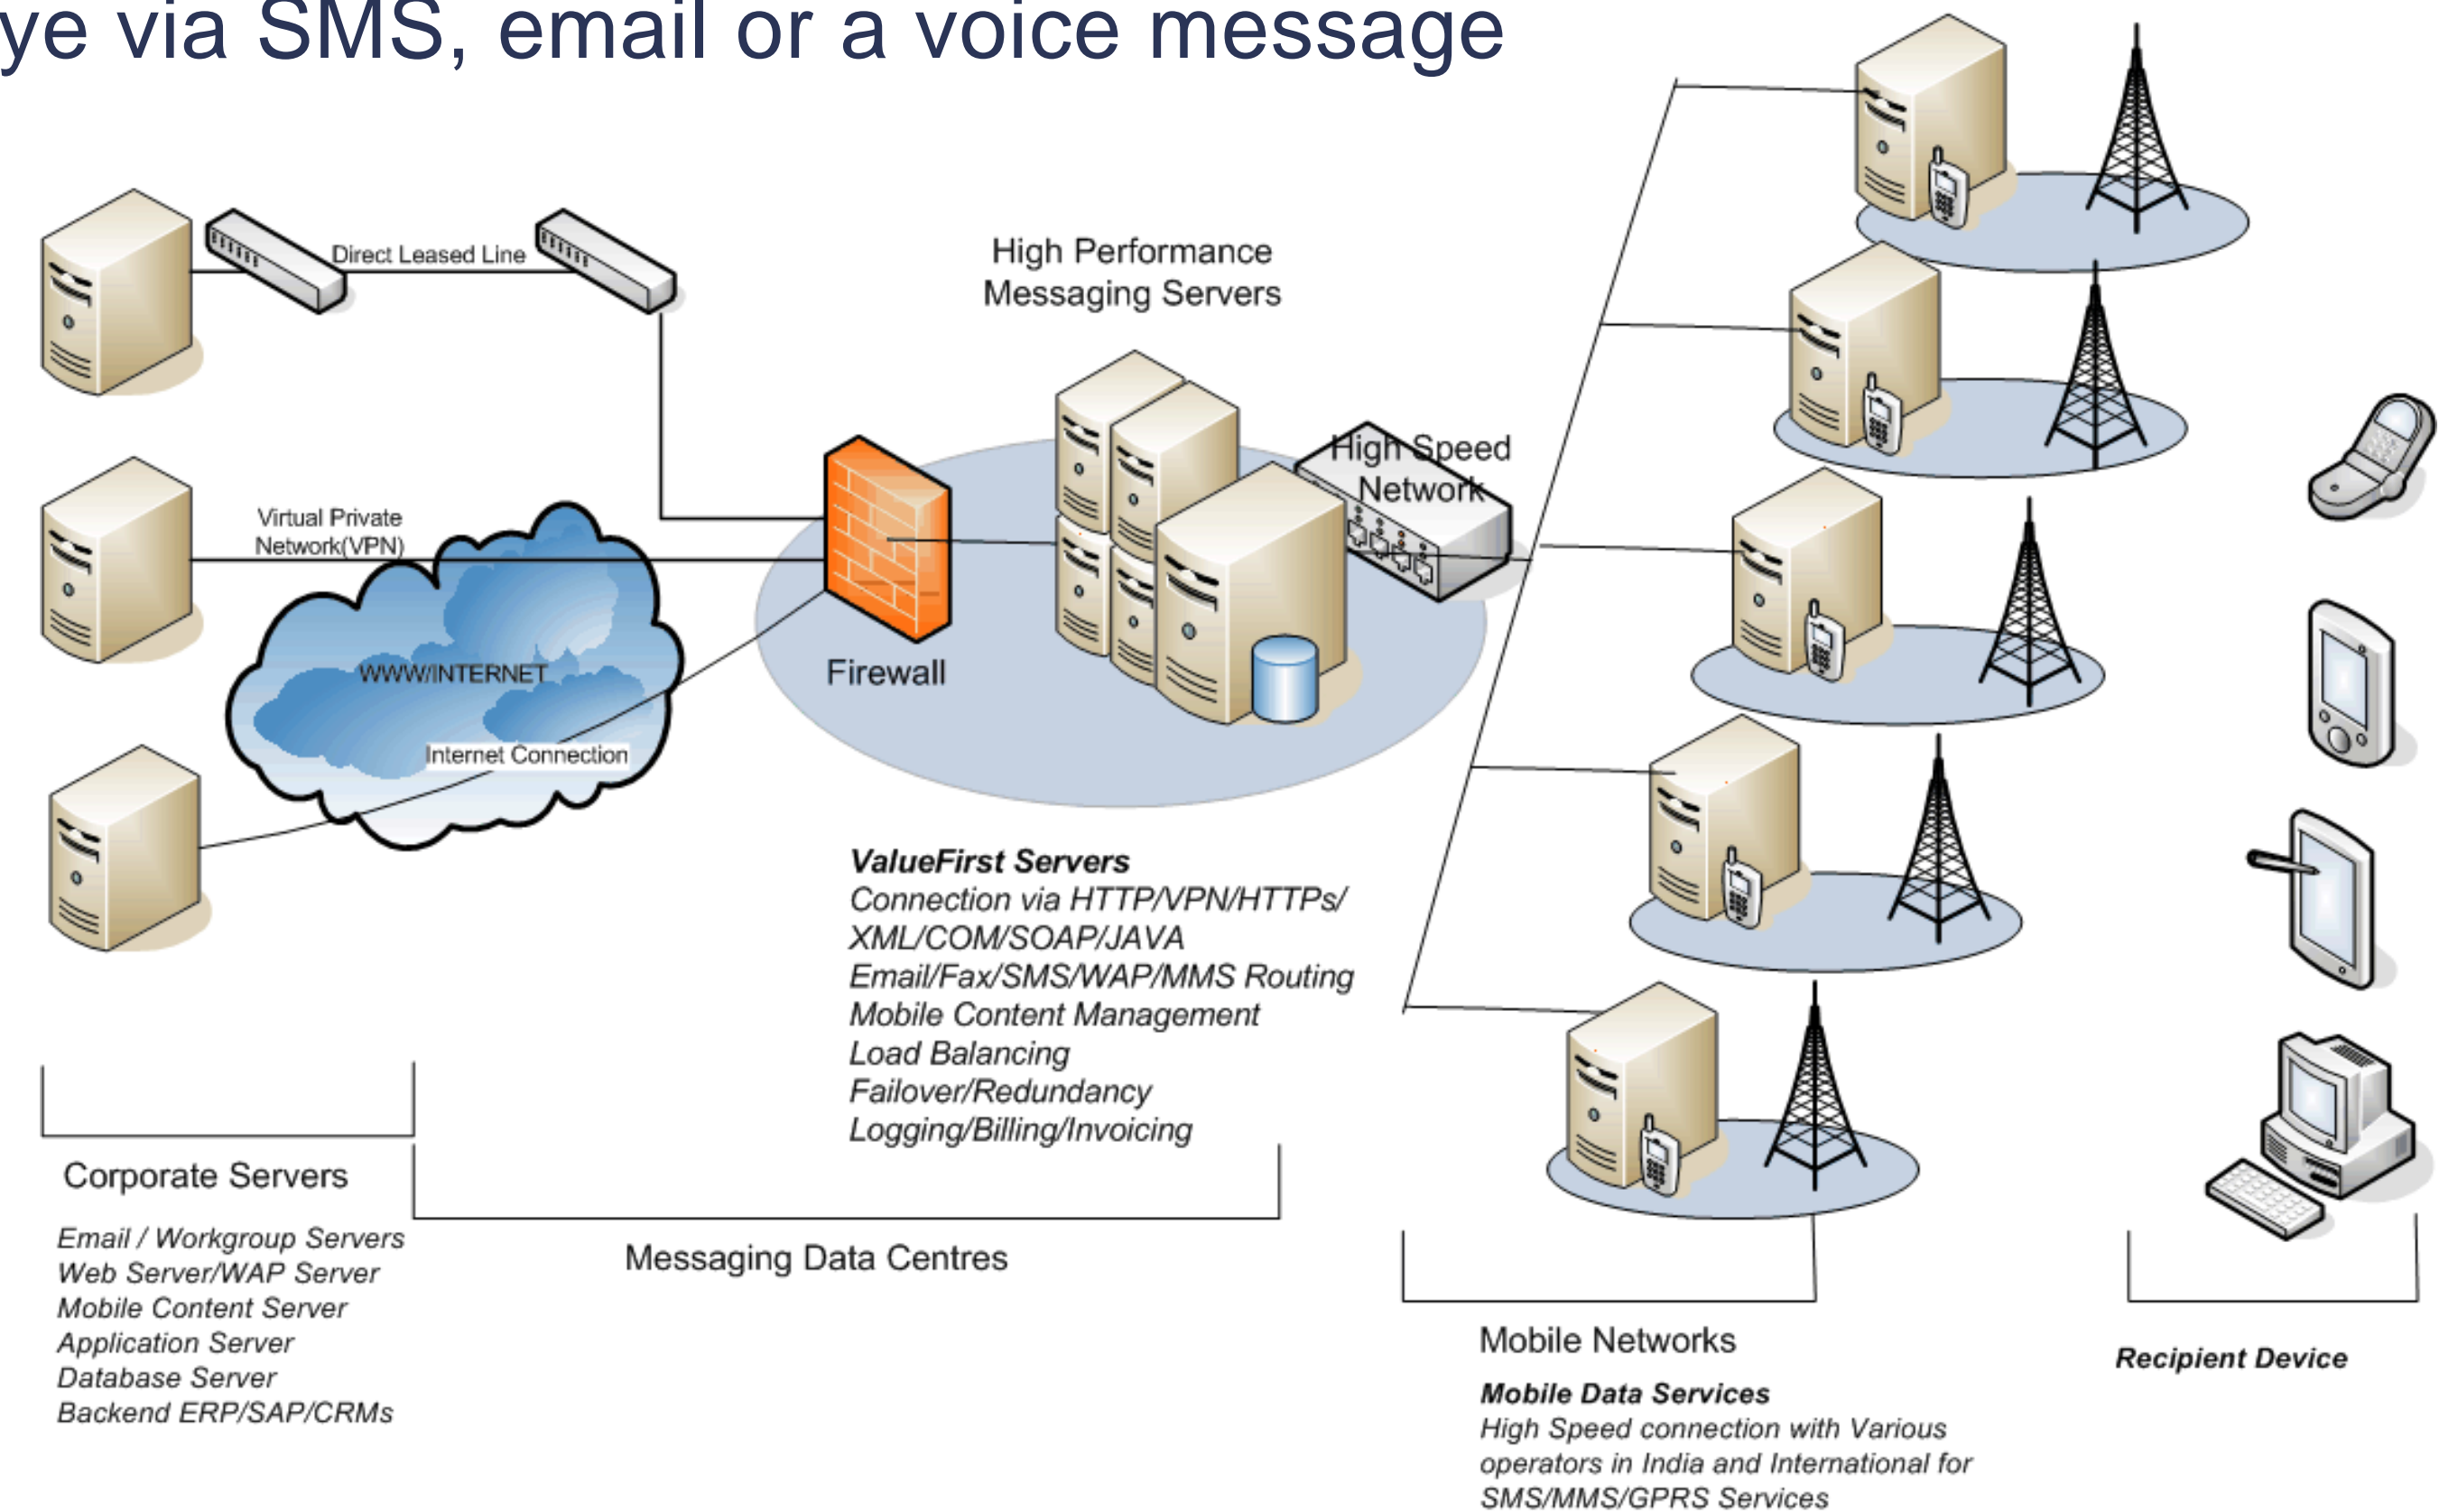 ye via SMS, email or a voice message
Direct Leased Line
High Performance
Messaging Servers
High Speed
Network
Virtual Private
Network(VPN)
WWW/INTERNET
Internet Connection
Firewall
ValueFirst Servers
Connection via HTTP/VPN/HTTPs/
XML/COM/SOAP/JAVA
Email/Fax/SMS/WAP/MMS Routing
Mobile Content Management
Load Balancing
Failover/Redundancy
Logging/Billing/Invoicing
Corporate Servers
Email / Workgroup Servers
Web Server/WAP Server
Mobile Content Server
Application Server
Database Server
Backend ERP/SAP/CRMs
Messaging Data Centres
Mobile Networks
Mobile Data Services
High Speed connection with Various
operators in India and International for
SMS/MMS/GPRS Services
Recipient Device